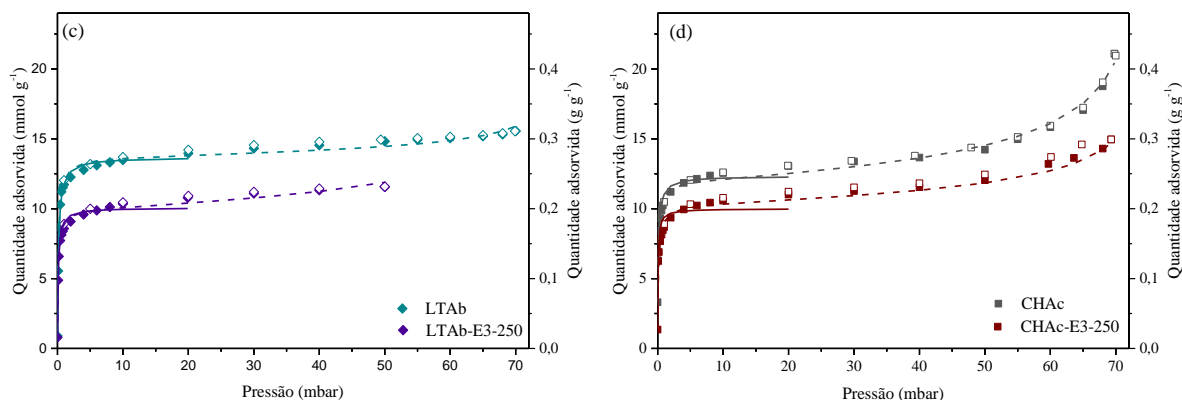 (c)
Quantidade adsorvida (mmol g⁻¹)
20
15
10
5
0
0,4
0,3
0,2
0,1
0,0
Quantidade adsorvida (g g⁻¹)
LTAb
LTAb-E3-250
0 10 20 30 40 50 60 70
Pressão (mbar)
(d)
Quantidade adsorvida (mmol g⁻¹)
20
15
10
5
0
0,4
0,3
0,2
0,1
0,0
Quantidade adsorvida (g g⁻¹)
CHAc
CHAc-E3-250
0 10 20 30 40 50 60 70
Pressão (mbar)